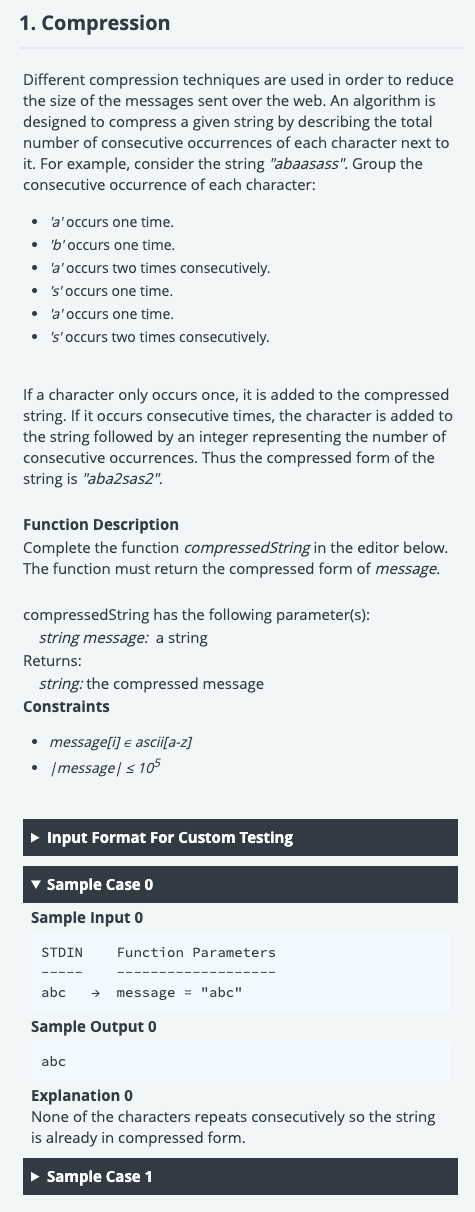 1. Compression
Different compression techniques are used in order to reduce
the size of the messages sent over the web. An algorithm is
designed to compress a given string by describing the total
number of consecutive occurrences of each character next to
it. For example, consider the string "abaasass". Group the
consecutive occurrence of each character:
• 'a' occurs one time.
• 'b' occurs one time.
• 'a' occurs two times consecutively.
• 's' occurs one time.
• 'a' occurs one time.
• 's' occurs two times consecutively.
If a character only occurs once, it is added to the compressed
string. If it occurs consecutive times, the character is added to
the string followed by an integer representing the number of
consecutive occurrences. Thus the compressed form of the
string is "aba2sas2".
Function Description
Complete the function compressedString in the editor below.
The function must return the compressed form of message.
compressedString has the following parameter(s):
string message: a string
Returns:
string: the compressed message
Constraints
• message[i] ∈ ascii[a-z]
• |message| ≤ 10⁵
▶ Input Format For Custom Testing
▼ Sample Case 0
Sample Input 0
STDIN Function Parameters
----- -------------------
abc → message = "abc"
Sample Output 0
abc
Explanation 0
None of the characters repeats consecutively so the string
is already in compressed form.
▶ Sample Case 1